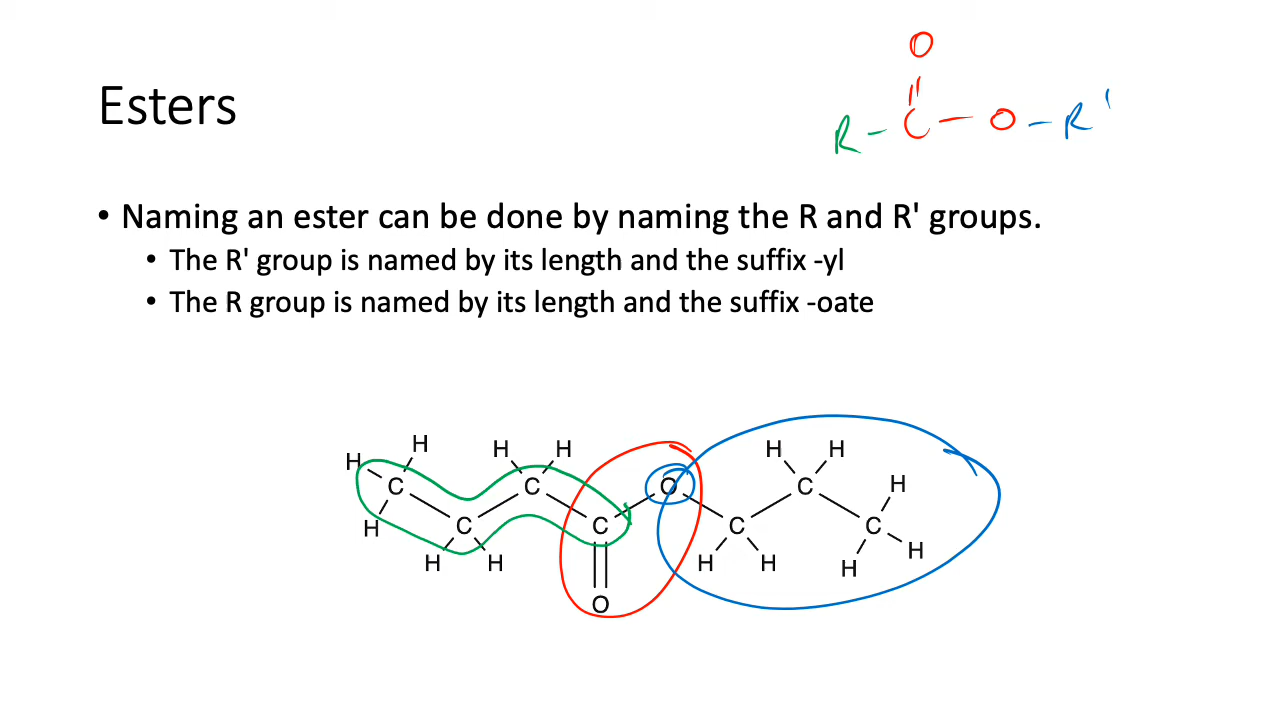 O
||
R - C - O - R'
Esters
• Naming an ester can be done by naming the R and R' groups.
• The R' group is named by its length and the suffix -yl
• The R group is named by its length and the suffix -oate
H H H H H H
H C C O C H
H C C C C
H H H H H H H
O